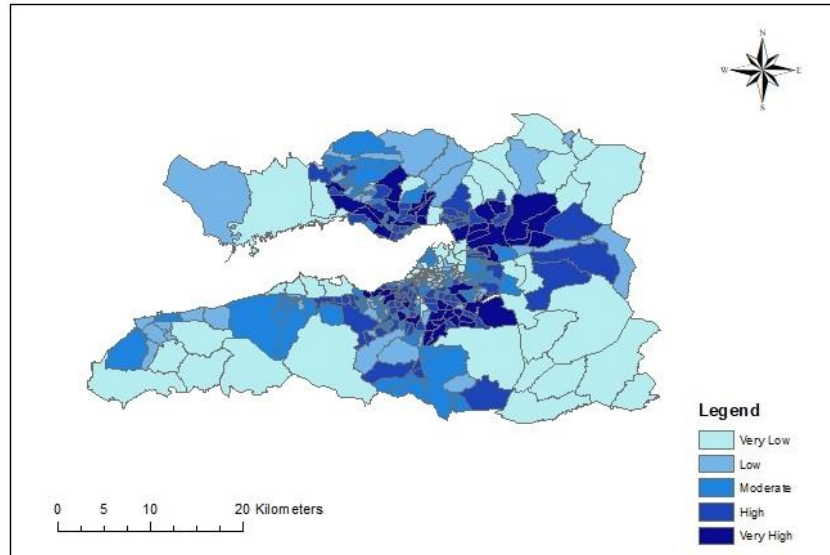 N
W E
S
Legend
Very Low
Low
Moderate
High
Very High
0 5 10 20 Kilometers